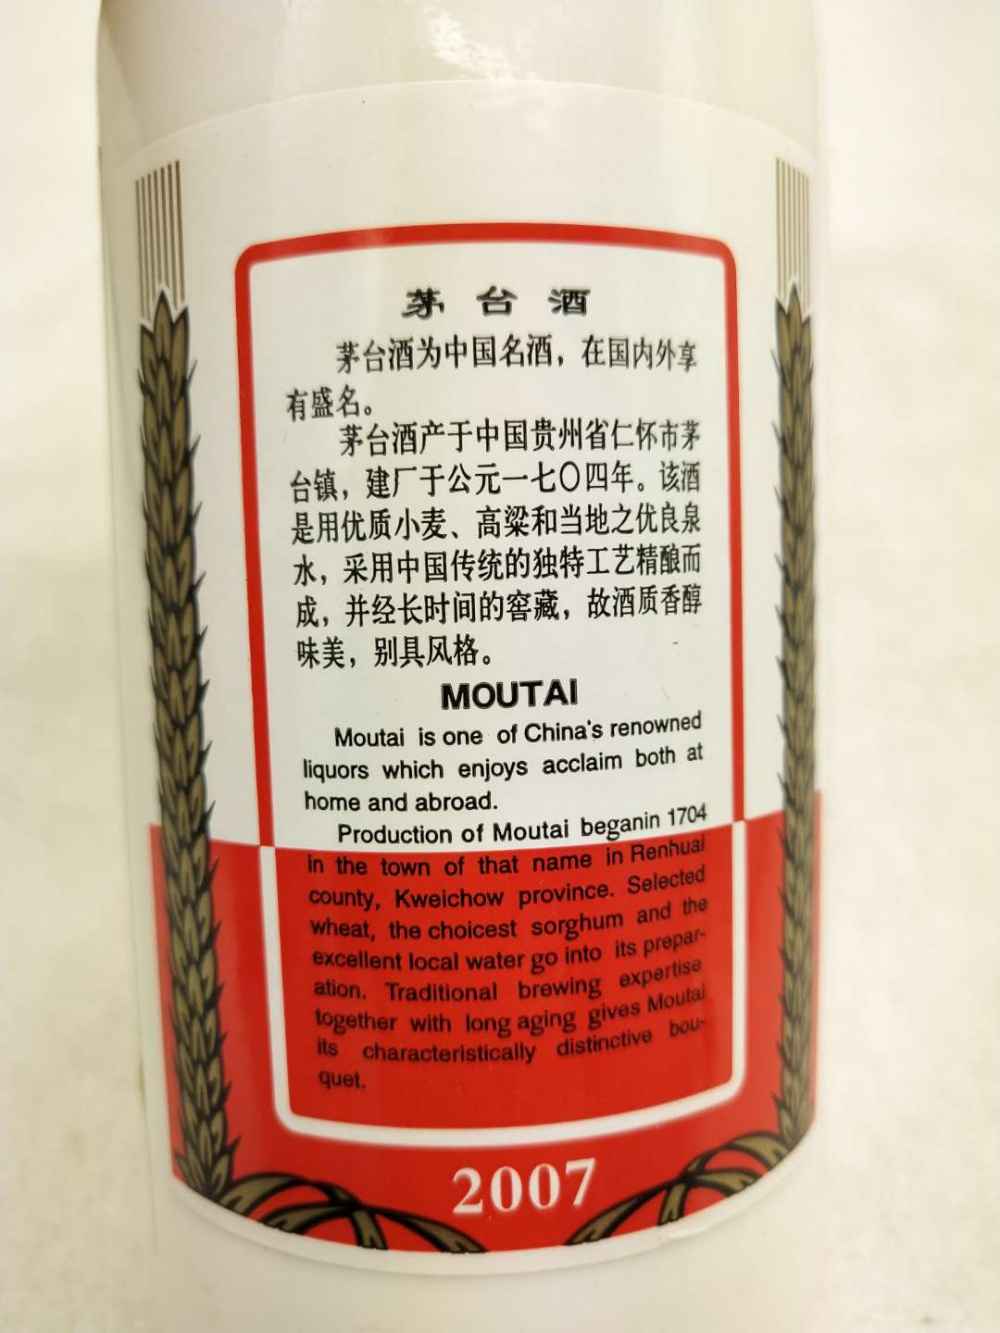 茅台酒
茅台酒为中国名酒，在国内外享
有盛名。
茅台酒产于中国贵州省仁怀市茅
台镇，建厂于公元一七〇四年。该酒
是用优质小麦、高粱和当地之优良泉
水，采用中国传统的独特工艺精酿而
成，并经长时间的窖藏，故酒质香醇
味美，别具风格。
MOUTAI
Moutai is one of China's renowned
liquors which enjoys acclaim both at
home and abroad.
Production of Moutai beganin 1704
in the town of that name in Renhuai
county, Kweichow province. Selected
wheat, the choicest sorghum and the
excellent local water go into its prepar-
ation. Traditional brewing expertise
together with long aging gives Moutai
its characteristically distinctive bou-
quet.
2007